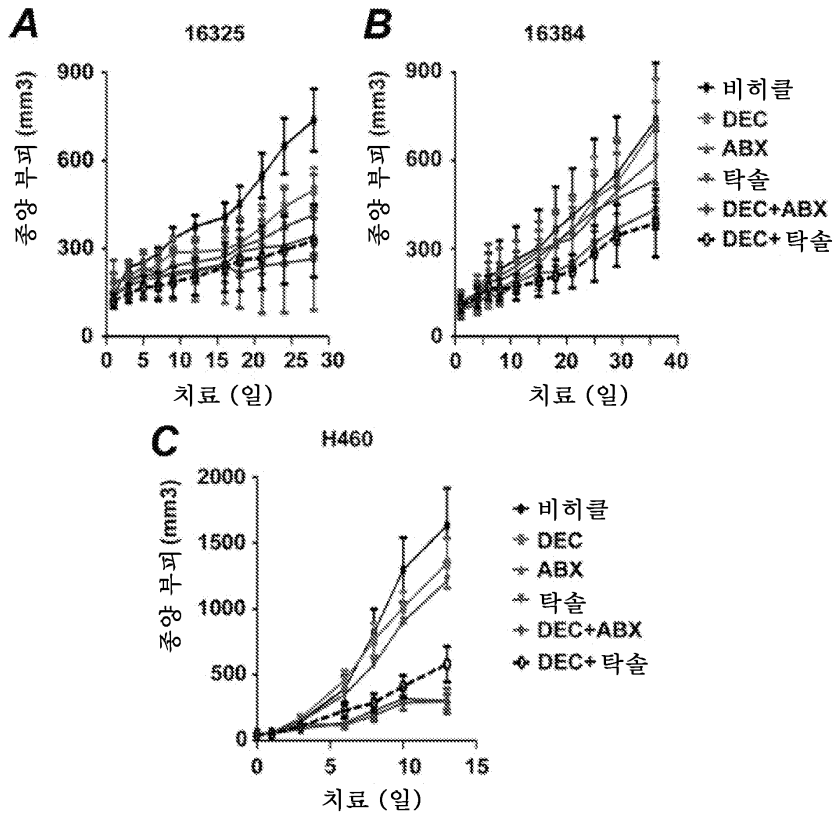 A
16325
종양 부피 (mm3)
900
600
300
0
0 5 10 15 20 25 30
치료 (일)
B
16384
종양 부피 (mm3)
900
600
300
0
0 10 20 30 40
치료 (일)
비히클
DEC
ABX
탁솔
DEC+ABX
DEC+탁솔
C
H460
종양 부피 (mm3)
2000
1500
1000
500
0
0 5 10 15
치료 (일)
비히클
DEC
ABX
탁솔
DEC+ABX
DEC+탁솔